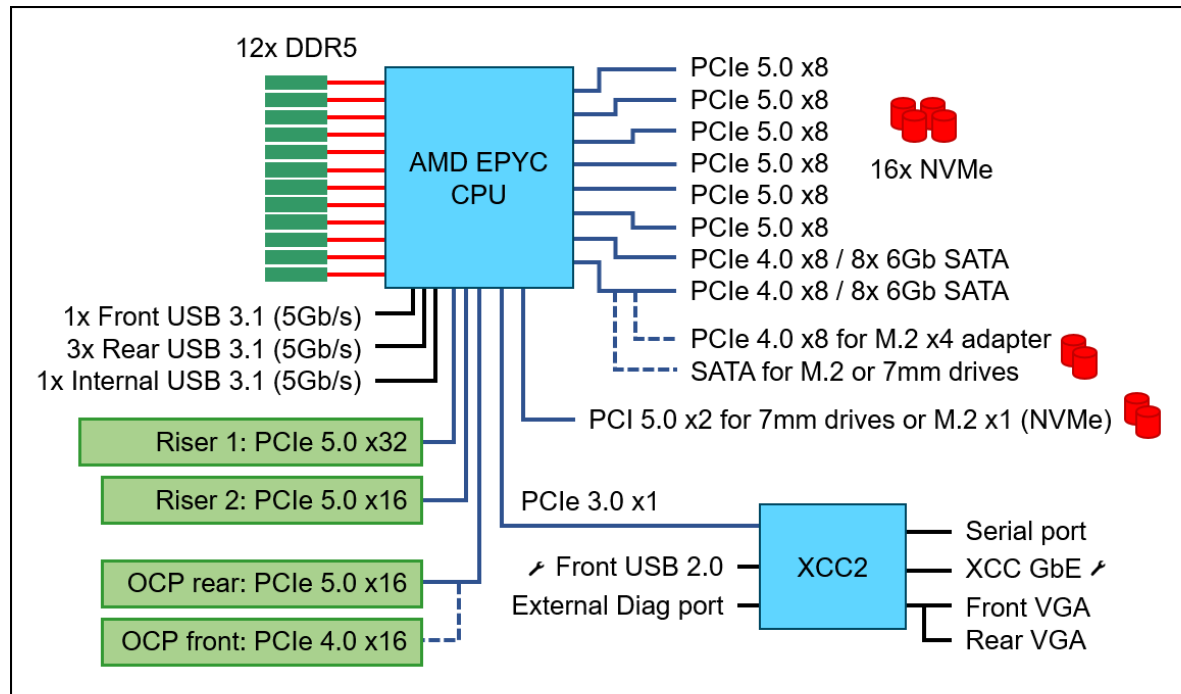 12x DDR5
AMD EPYC
CPU
PCIe 5.0 x8
PCIe 5.0 x8
PCIe 5.0 x8
PCIe 5.0 x8
PCIe 5.0 x8
PCIe 5.0 x8
PCIe 4.0 x8 / 8x 6Gb SATA
PCIe 4.0 x8 / 8x 6Gb SATA
16x NVMe
PCIe 4.0 x8 for M.2 x4 adapter
SATA for M.2 or 7mm drives
PCI 5.0 x2 for 7mm drives or M.2 x1 (NVMe)
1x Front USB 3.1 (5Gb/s)
3x Rear USB 3.1 (5Gb/s)
1x Internal USB 3.1 (5Gb/s)
Riser 1: PCIe 5.0 x32
Riser 2: PCIe 5.0 x16
OCP rear: PCIe 5.0 x16
OCP front: PCIe 4.0 x16
PCIe 3.0 x1
Front USB 2.0
External Diag port
XCC2
Serial port
XCC GbE
Front VGA
Rear VGA